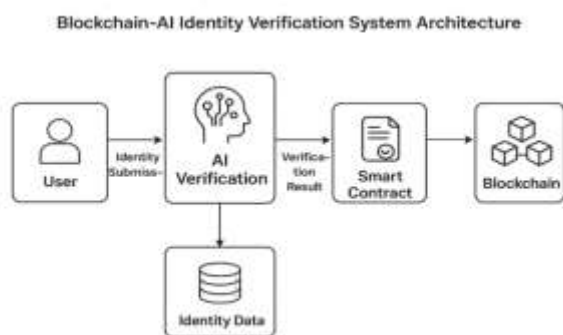 Blockchain-AI Identity Verification System Architecture
User
Identity
Submiss-
AI
Verification
Verifica-
tion
Result
Smart
Contract
Blockchain
Identity Data